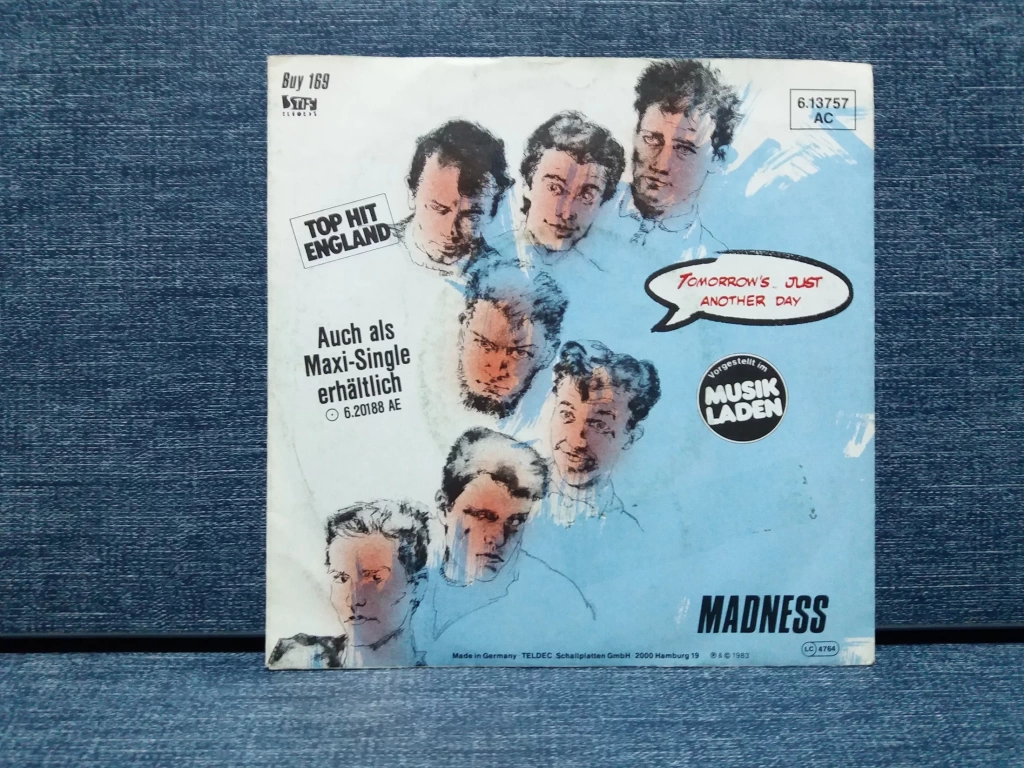 Buy 169
STIFF
RECORDS
6.13757
AC
TOP HIT
ENGLAND
TOMORROW'S JUST
ANOTHER DAY
Auch als
Maxi-Single
erhältlich
6.20188 AE
Vorgestellt im
MUSIK
LADEN
MADNESS
Made in Germany · TELDEC Schallplatten GmbH · 2000 Hamburg 19 ℗ & © 1983
LC 4764